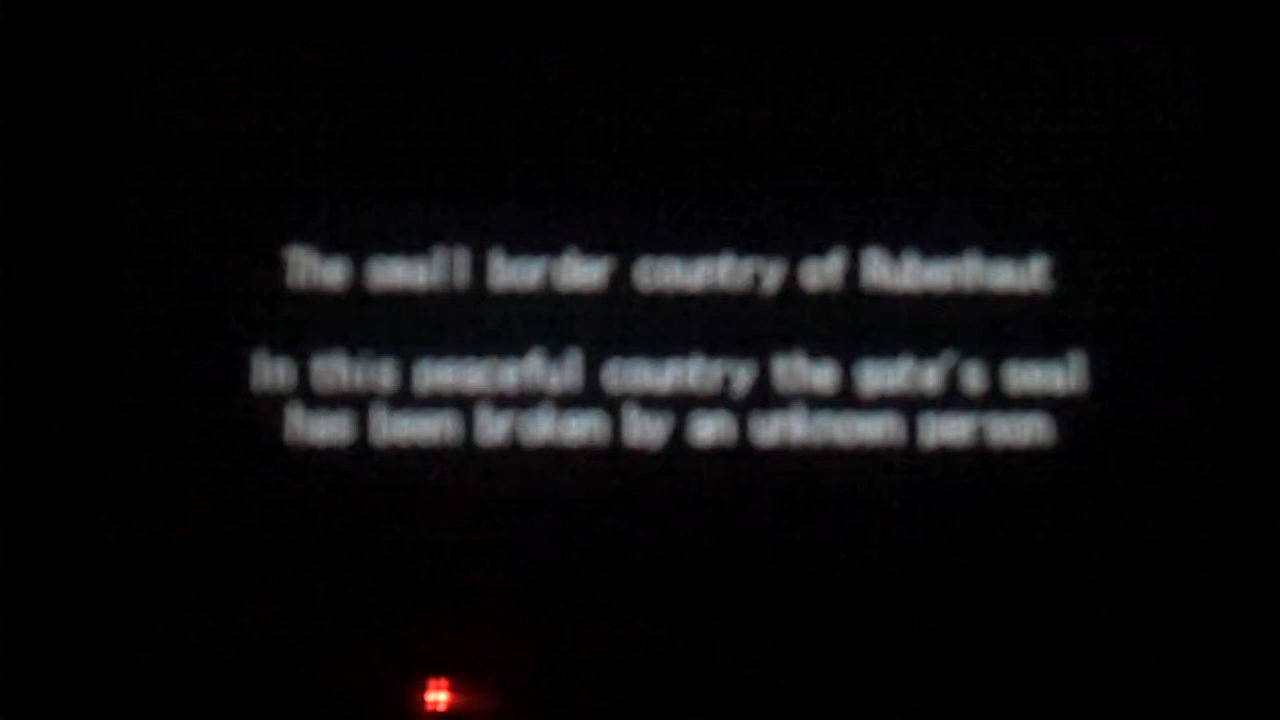 The small border country of Rubenhaut
In this peaceful country the gate's seal
has been broken by an unknown person